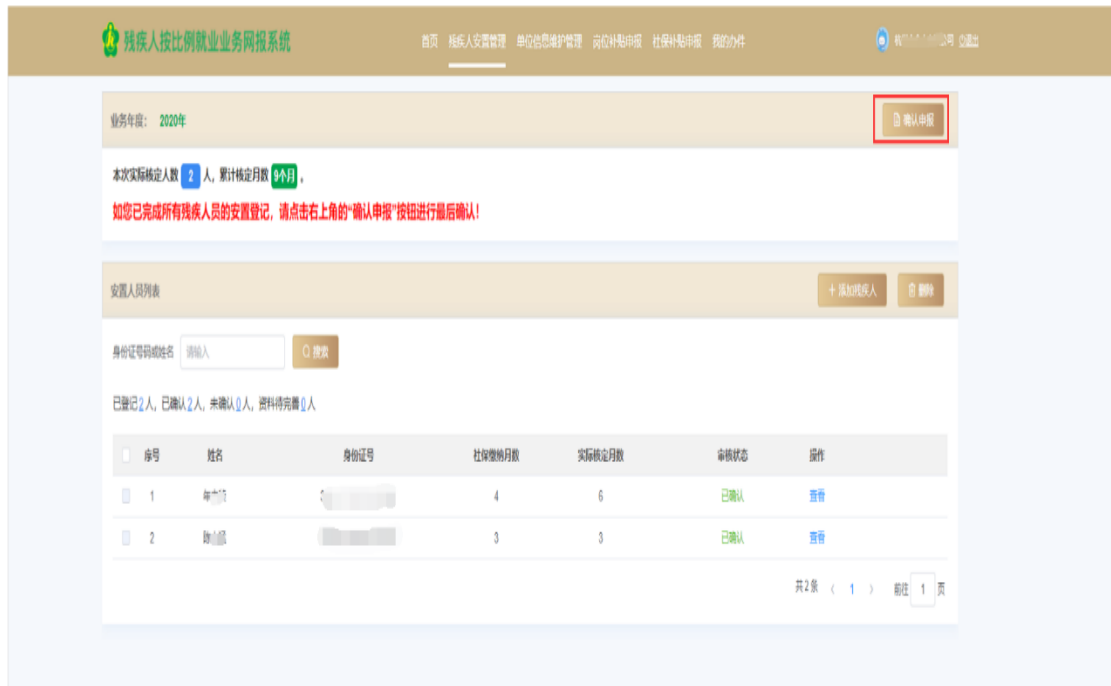 残疾人按比例就业业务网报系统
首页 残疾人安置管理 单位信息维护管理 岗位补贴申报 社保补贴申报 我的办件
司 退出
业务年度: 2020年
确认申报
本次实际核定人数 2 人, 累计核定月数 9个月 。
如您已完成所有残疾人员的安置登记, 请点击右上角的“确认申报”按钮进行最后确认!
安置人员列表
+ 添加残疾人 删除
身份证号码或姓名 请输入 搜索
已登记2人, 已确认2人, 未确认0人, 资料待完善0人
序号 姓名 身份证号 社保缴纳月数 实际核定月数 审核状态 操作
1 4 6 已确认 查看
2 3 3 已确认 查看
共2条 < 1 > 前往 1 页